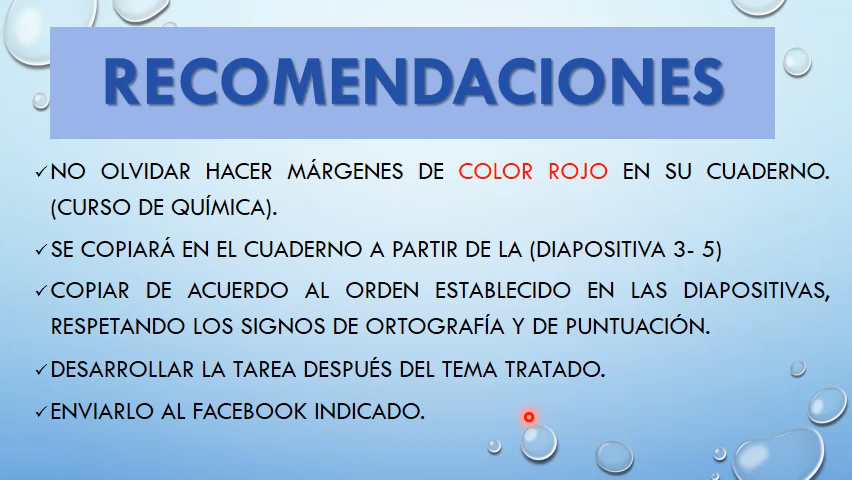 RECOMENDACIONES
✓NO OLVIDAR HACER MÁRGENES DE COLOR ROJO EN SU CUADERNO.
(CURSO DE QUÍMICA).
✓SE COPIARÁ EN EL CUADERNO A PARTIR DE LA (DIAPOSITIVA 3- 5)
✓COPIAR DE ACUERDO AL ORDEN ESTABLECIDO EN LAS DIAPOSITIVAS,
RESPETANDO LOS SIGNOS DE ORTOGRAFÍA Y DE PUNTUACIÓN.
✓DESARROLLAR LA TAREA DESPUÉS DEL TEMA TRATADO.
✓ENVIARLO AL FACEBOOK INDICADO.